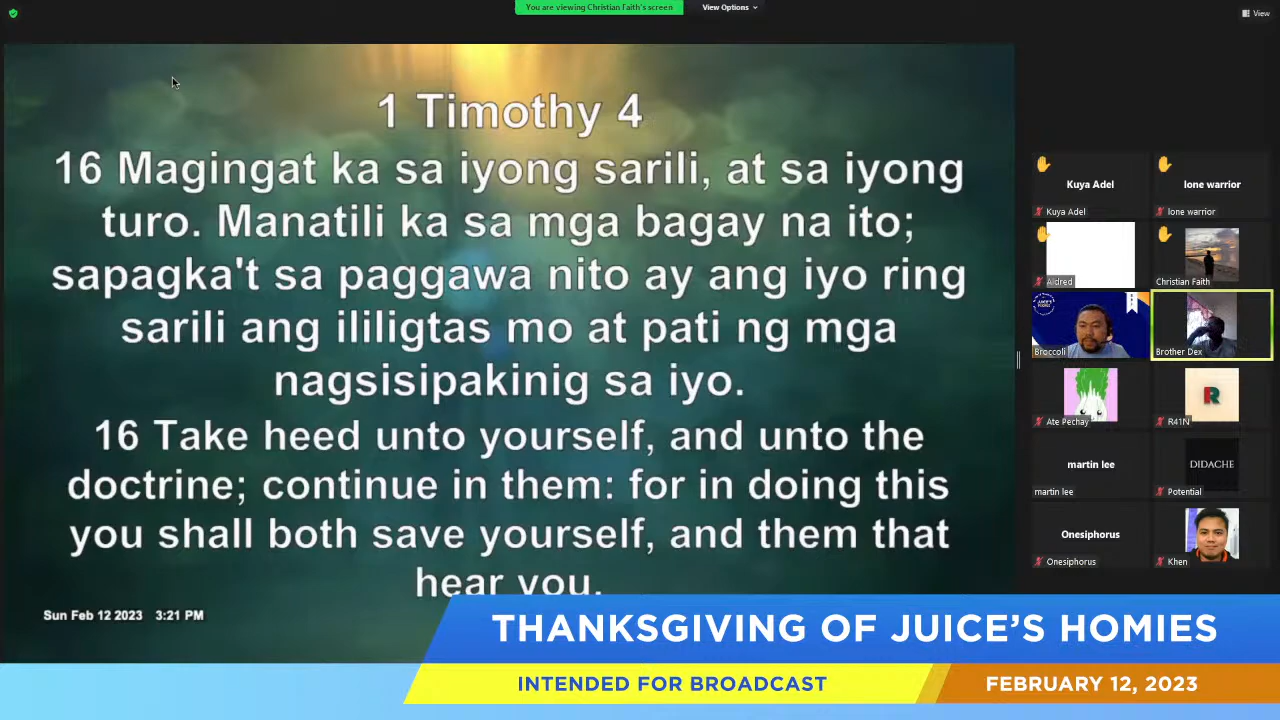 You are viewing Christian Faith's screen
View Options
View
1 Timothy 4
16 Magingat ka sa iyong sarili, at sa iyong
turo. Manatili ka sa mga bagay na ito;
sapagka't sa paggawa nito ay ang iyo ring
sarili ang ililigtas mo at pati ng mga
nagsisipakinig sa iyo.
16 Take heed unto yourself, and unto the
doctrine; continue in them: for in doing this
you shall both save yourself, and them that
hear you.
Sun Feb 12 2023 3:21 PM
Kuya Adel
Kuya Adel
lone warrior
lone warrior
Aldred
Christian Faith
Broccoli
Brother Dex
Ate Pechay
R
R41N
martin lee
martin lee
DIDACHE
Potential
Onesiphorus
Onesiphorus
Khen
THANKSGIVING OF JUICE'S HOMIES
INTENDED FOR BROADCAST
FEBRUARY 12, 2023